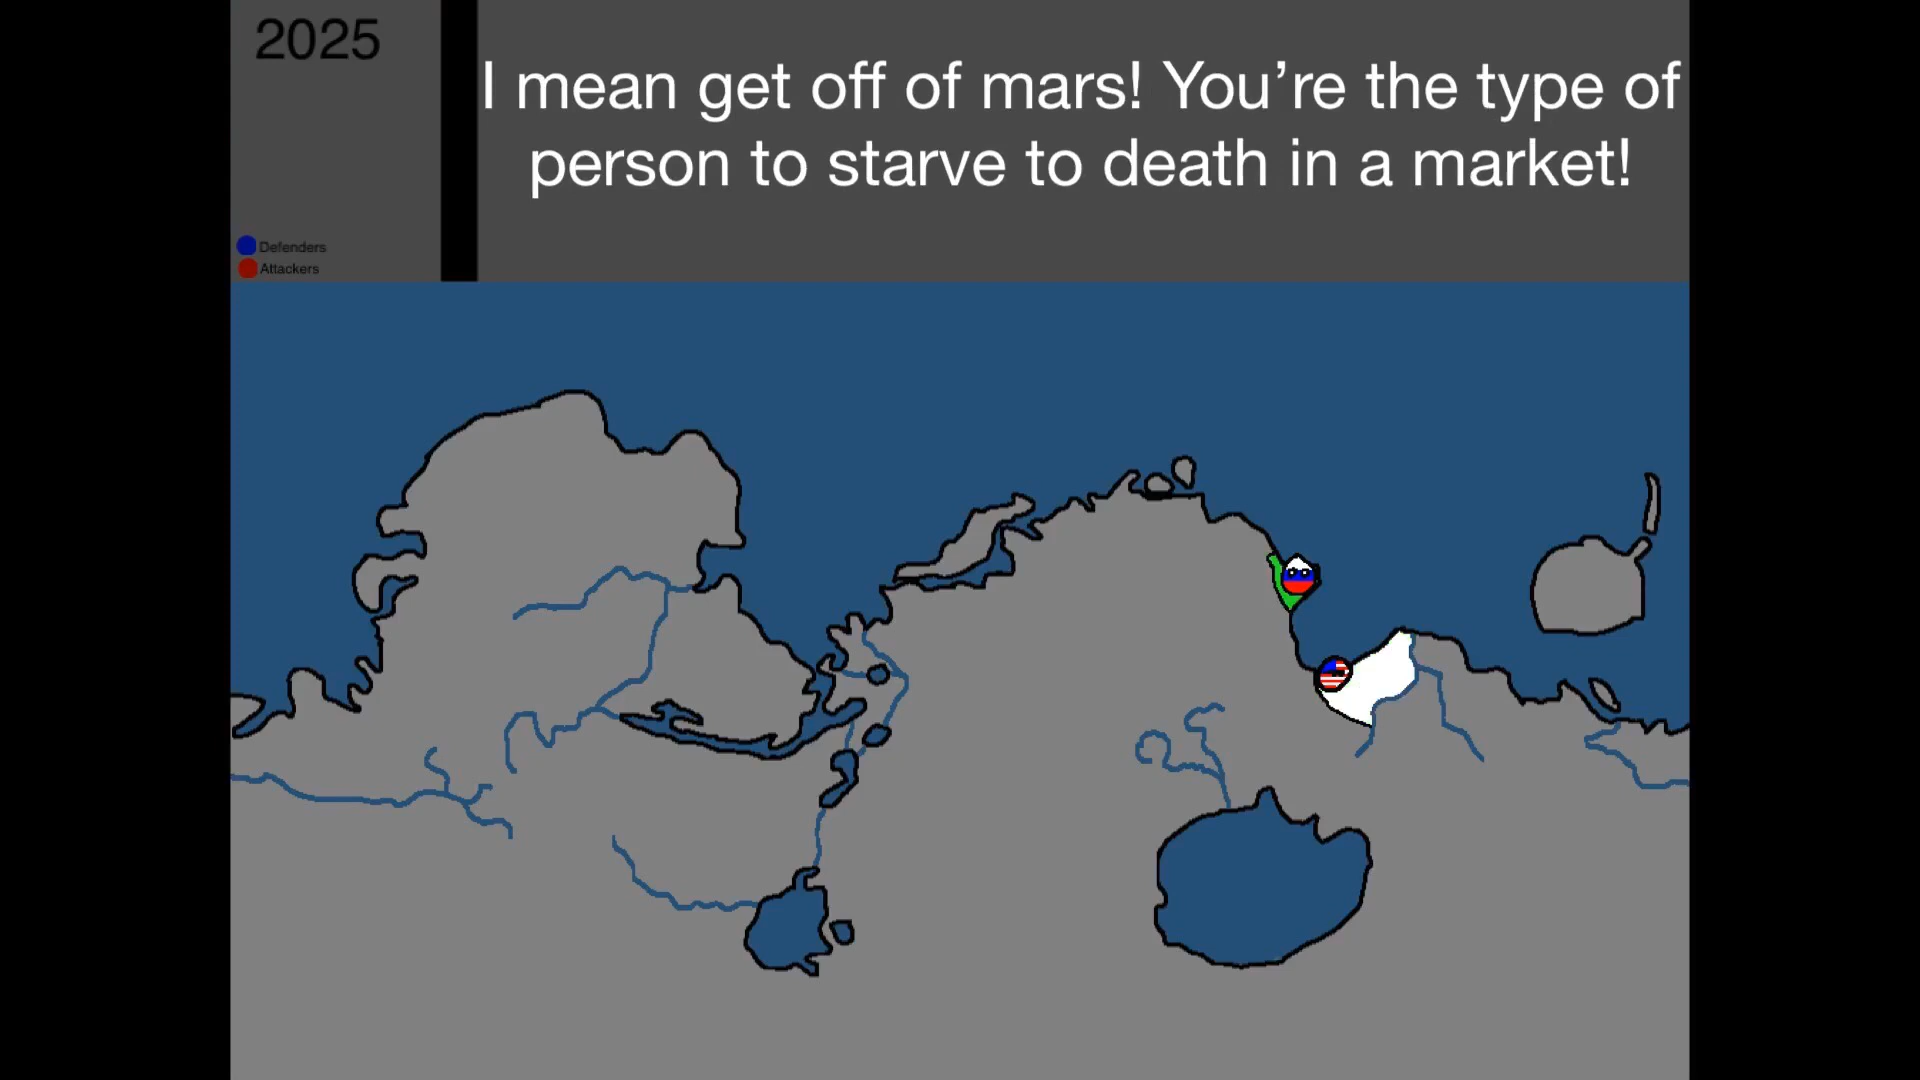 2025
I mean get off of mars! You’re the type of
person to starve to death in a market!
Defenders
Attackers